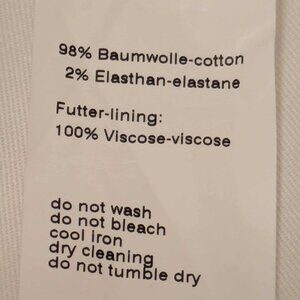 98% Baumwolle-cotton
2% Elasthan-elastane
Futter-lining:
100% Viscose-viscose
do not wash
do not bleach
cool iron
dry cleaning
do not tumble dry